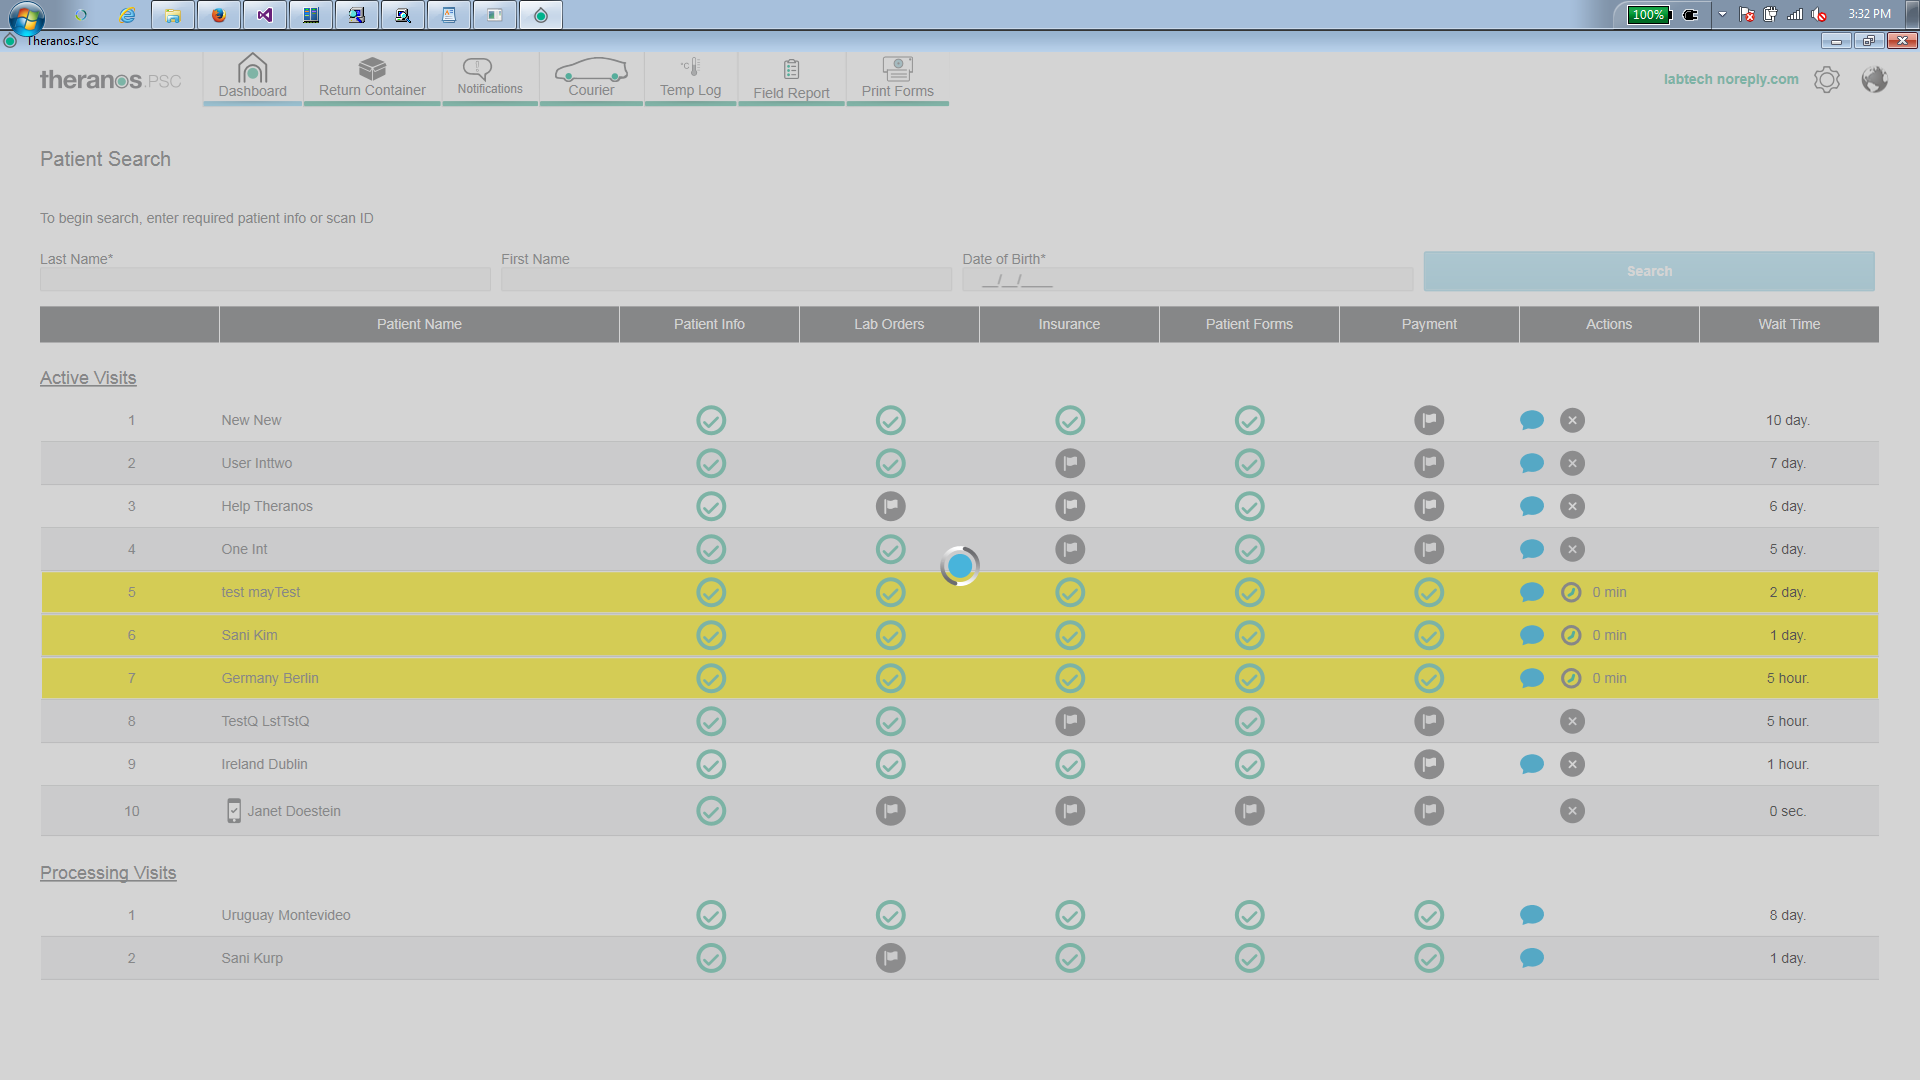 100%
3:32 PM
Theranos.PSC
theranos.PSC
Dashboard
Return Container
Notifications
Courier
°C
Temp Log
Field Report
Print Forms
labtech noreply.com
Patient Search
To begin search, enter required patient info or scan ID
Last Name* First Name Date of Birth*
__/__/____
Search
Patient Name Patient Info Lab Orders Insurance Patient Forms Payment Actions Wait Time
Active Visits
1 New New 10 day.
2 User Inttwo 7 day.
3 Help Theranos 6 day.
4 One Int 5 day.
5 test mayTest 0 min 2 day.
6 Sani Kim 0 min 1 day.
7 Germany Berlin 0 min 5 hour.
8 TestQ LstTstQ 5 hour.
9 Ireland Dublin 1 hour.
10 Janet Doestein 0 sec.
Processing Visits
1 Uruguay Montevideo 8 day.
2 Sani Kurp 1 day.